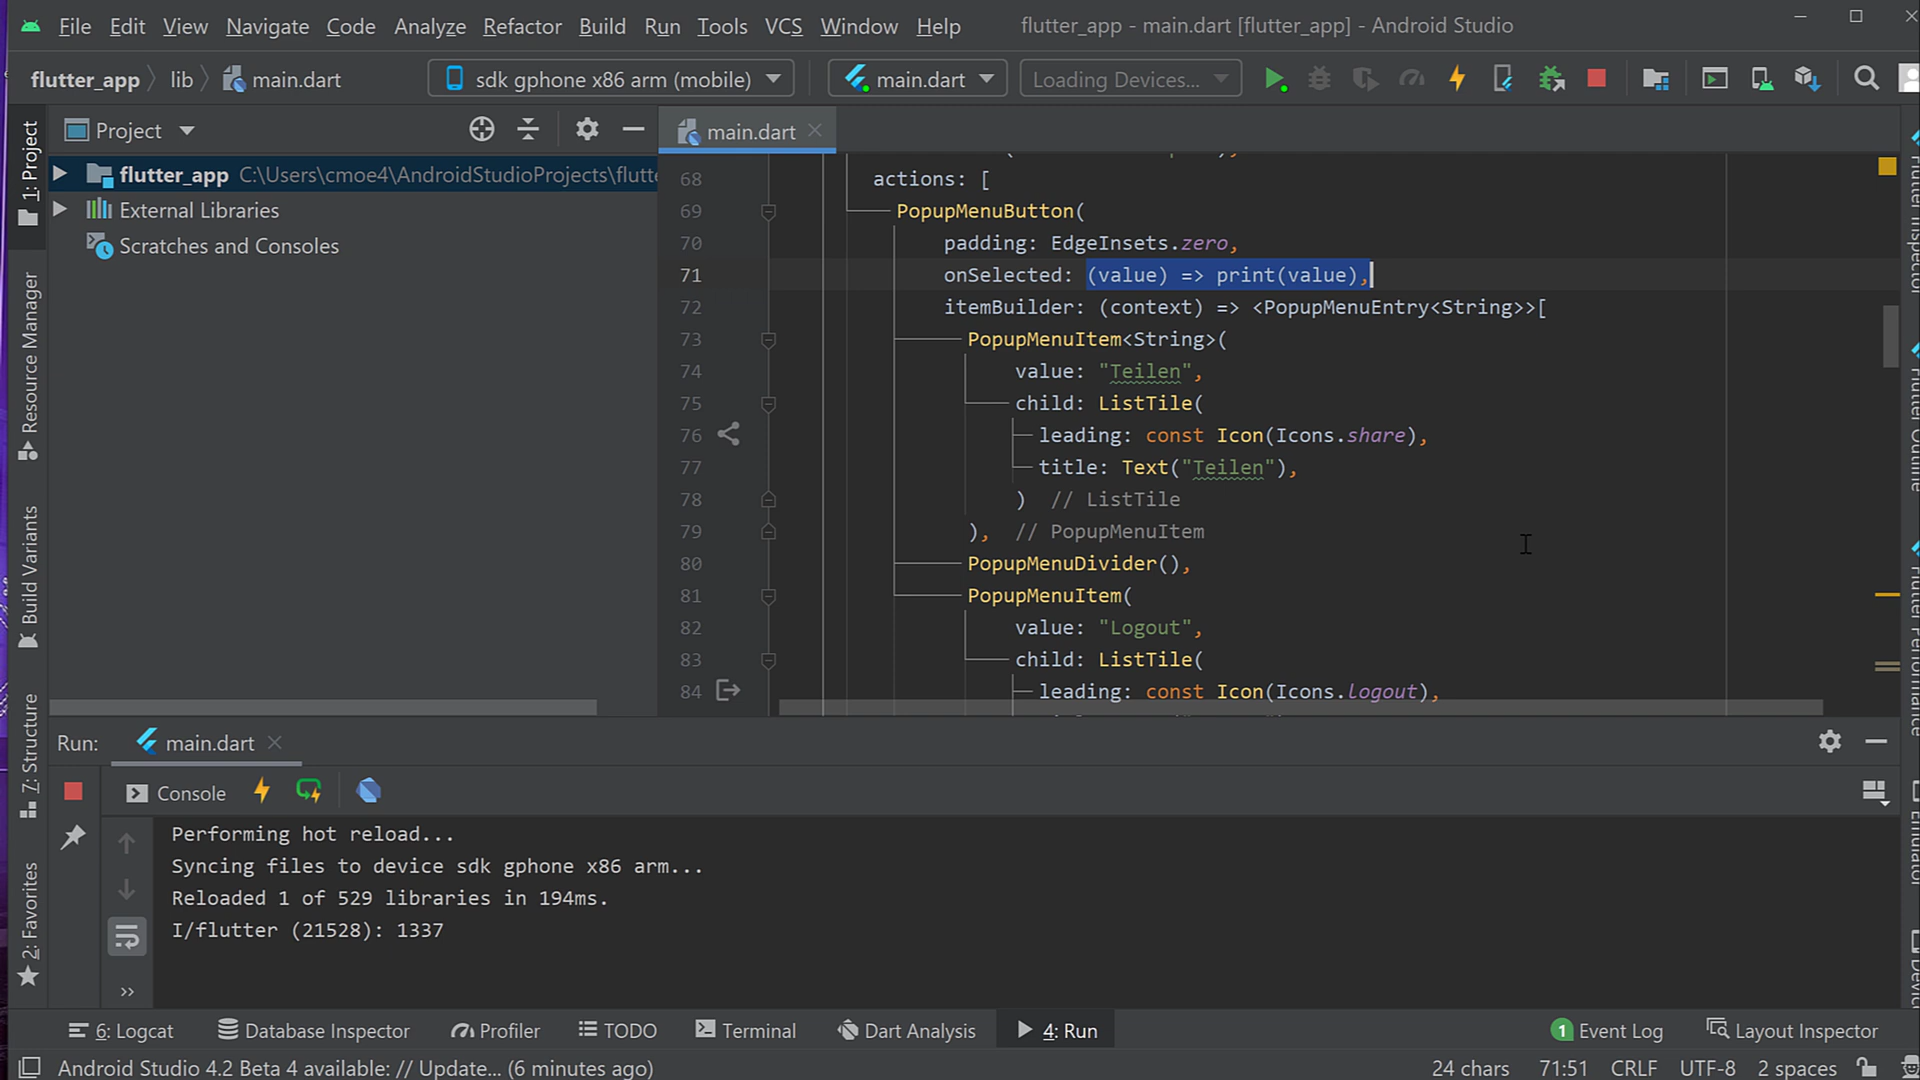 File Edit View Navigate Code Analyze Refactor Build Run Tools VCS Window Help flutter_app - main.dart [flutter_app] - Android Studio
flutter_app lib main.dart sdk gphone x86 arm (mobile) main.dart Loading Devices...
Project main.dart
flutter_app C:\Users\cmoe4\AndroidStudioProjects\flutte
External Libraries
Scratches and Consoles
1: Project
Resource Manager
Build Variants
7: Structure
2: Favorites
68 actions: [
69 PopupMenuButton(
70 padding: EdgeInsets.zero,
71 onSelected: (value) => print(value),
72 itemBuilder: (context) => <PopupMenuEntry<String>>[
73 PopupMenuItem<String>(
74 value: "Teilen",
75 child: ListTile(
76 leading: const Icon(Icons.share),
77 title: Text("Teilen"),
78 ) // ListTile
79 ), // PopupMenuItem
80 PopupMenuDivider(),
81 PopupMenuItem(
82 value: "Logout",
83 child: ListTile(
84 leading: const Icon(Icons.logout),
Flutter Inspector
Flutter Outline
Flutter Performance
Emulator
Run: main.dart
Console
Performing hot reload...
Syncing files to device sdk gphone x86 arm...
Reloaded 1 of 529 libraries in 194ms.
I/flutter (21528): 1337
6: Logcat Database Inspector Profiler TODO Terminal Dart Analysis 4: Run 1 Event Log Layout Inspector
Android Studio 4.2 Beta 4 available: // Update... (6 minutes ago) 24 chars 71:51 CRLF UTF-8 2 spaces